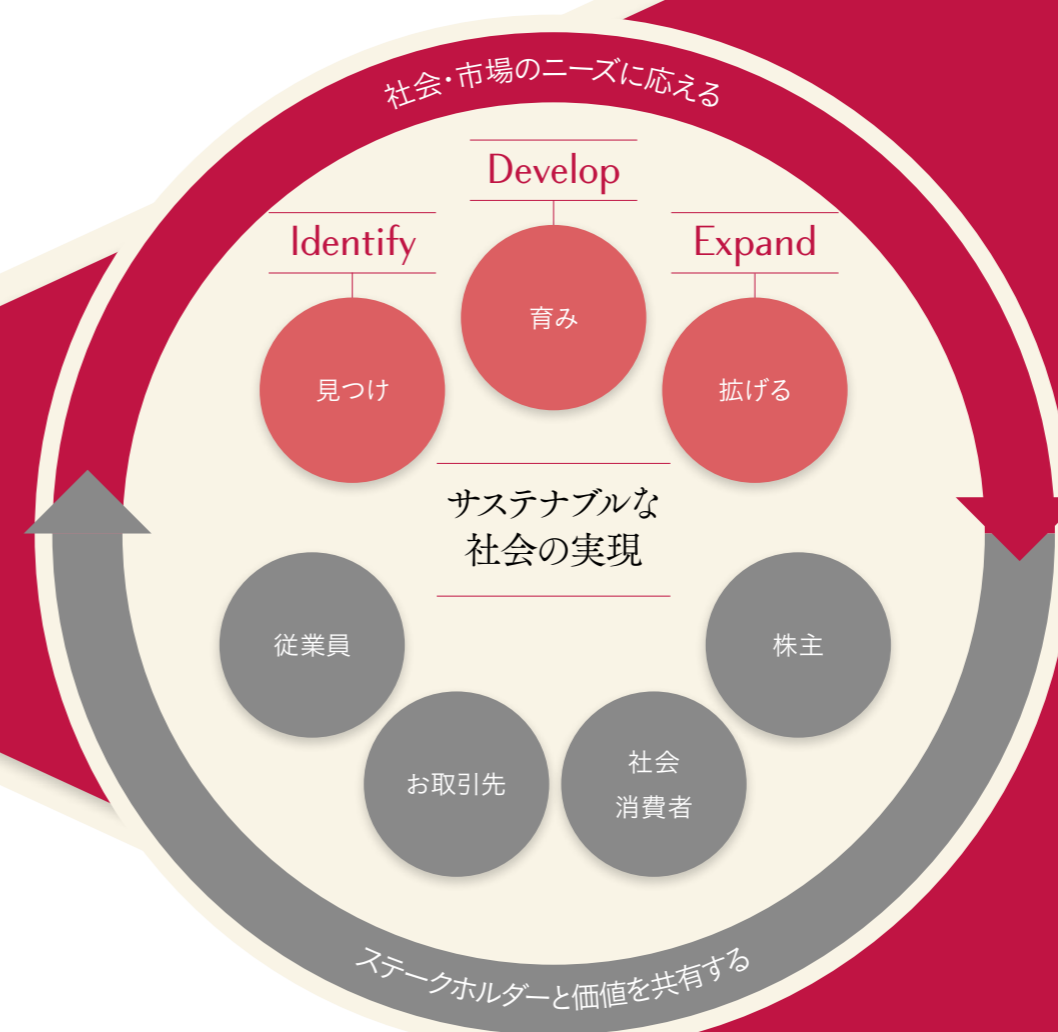 社会・市場のニーズに応える
Develop
Identify
Expand
育み
見つけ
拡げる
サステナブルな
社会の実現
従業員
株主
お取引先
社会
消費者
ステークホルダーと価値を共有する